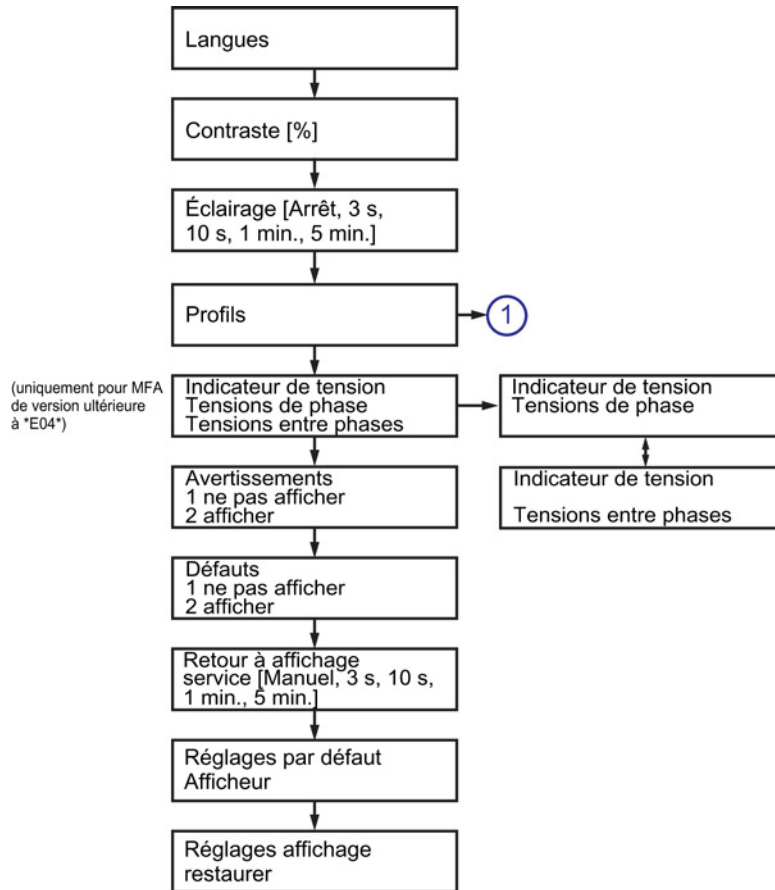 Langues
Contraste [%]
Éclairage [Arrêt, 3 s,
10 s, 1 min., 5 min.]
Profils
1
(uniquement pour MFA
de version ultérieure
à *E04*)
Indicateur de tension
Tensions de phase
Tensions entre phases
Indicateur de tension
Tensions de phase
Indicateur de tension
Tensions entre phases
Avertissements
1 ne pas afficher
2 afficher
Défauts
1 ne pas afficher
2 afficher
Retour à affichage
service [Manuel, 3 s, 10 s,
1 min., 5 min.]
Réglages par défaut
Afficheur
Réglages affichage
restaurer